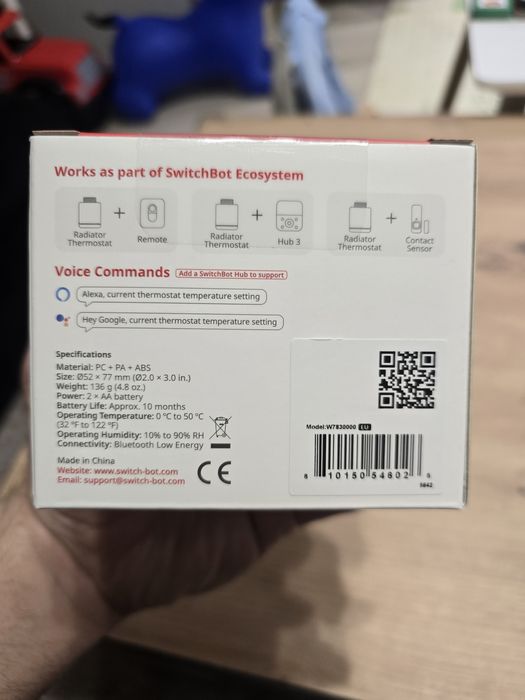 Works as part of SwitchBot Ecosystem
Radiator Thermostat + Remote
Radiator Thermostat + Hub 3
Radiator Thermostat + Contact Sensor
Voice Commands Add a SwitchBot Hub to support
Alexa, current thermostat temperature setting
Hey Google, current thermostat temperature setting
Specifications
Material: PC + PA + ABS
Size: Ø52 × 77 mm (Ø2.0 × 3.0 in.)
Weight: 136 g (4.8 oz.)
Power: 2 × AA battery
Battery Life: Approx. 10 months
Operating Temperature: 0 °C to 50 °C
(32 °F to 122 °F)
Operating Humidity: 10% to 90% RH
Connectivity: Bluetooth Low Energy
Made in China
Website: www.switch-bot.com
Email: support@switch-bot.com
CE
Model:W7830000 EU
8 10150 54802
5842